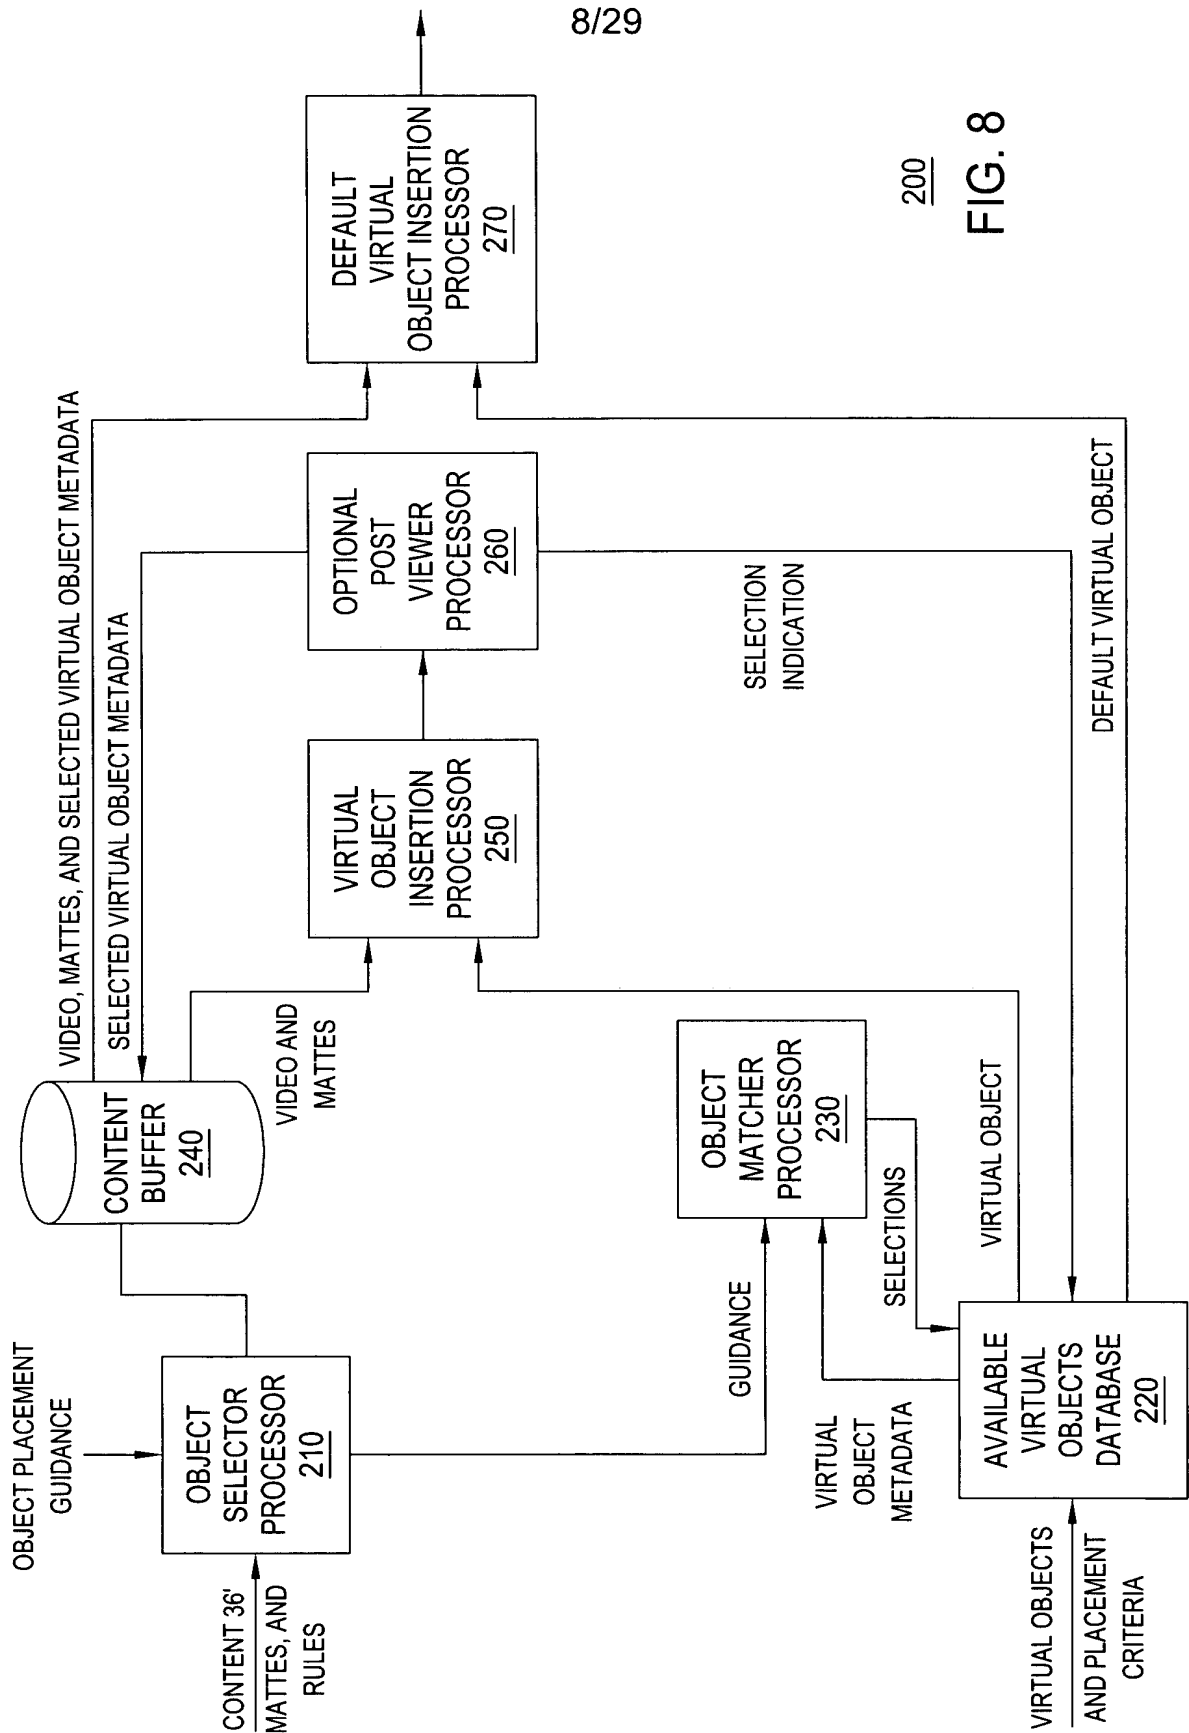 8/29
OBJECT PLACEMENT
GUIDANCE
CONTENT 36'
MATTES, AND
RULES
OBJECT
SELECTOR
PROCESSOR
210
CONTENT
BUFFER
240
VIDEO, MATTES, AND SELECTED VIRTUAL OBJECT METADATA
SELECTED VIRTUAL OBJECT METADATA
VIDEO AND
MATTES
VIRTUAL
OBJECT
INSERTION
PROCESSOR
250
OPTIONAL
POST
VIEWER
PROCESSOR
260
DEFAULT
VIRTUAL
OBJECT INSERTION
PROCESSOR
270
GUIDANCE
OBJECT
MATCHER
PROCESSOR
230
SELECTIONS
VIRTUAL
OBJECT
METADATA
VIRTUAL OBJECTS
AND PLACEMENT
CRITERIA
AVAILABLE
VIRTUAL
OBJECTS
DATABASE
220
VIRTUAL OBJECT
SELECTION
INDICATION
DEFAULT VIRTUAL OBJECT
200
FIG. 8